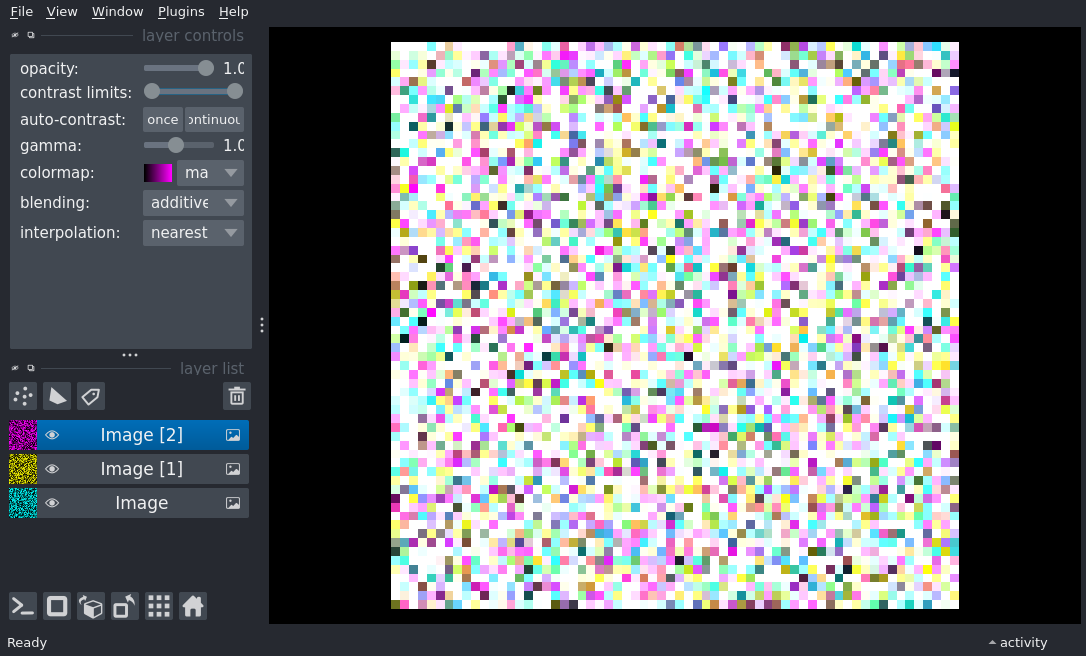 File View Window Plugins Help
layer controls
opacity: 1.0
contrast limits:
auto-contrast: once ontinuou
gamma: 1.0
colormap: ma
blending: additive
interpolation: nearest
layer list
Image [2]
Image [1]
Image
Ready
activity